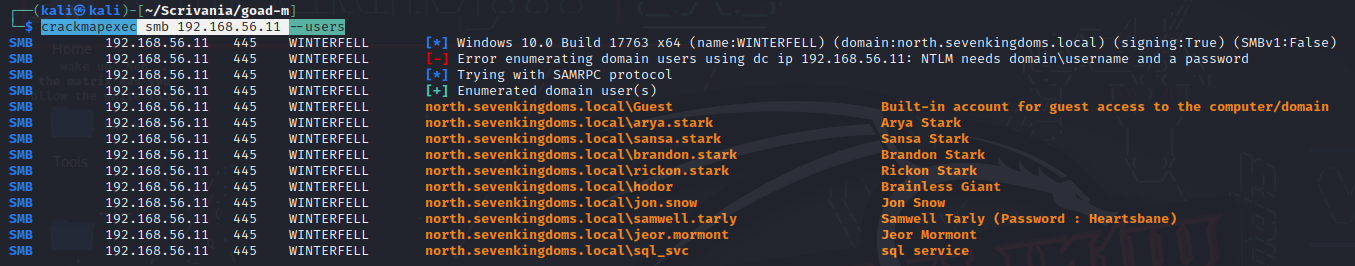 ┌──(kali㉿kali)-[~/Scrivania/goad-m]
└─$ crackmapexec smb 192.168.56.11 --users
SMB 192.168.56.11 445 WINTERFELL [*] Windows 10.0 Build 17763 x64 (name:WINTERFELL) (domain:north.sevenkingdoms.local) (signing:True) (SMBv1:False)
SMB 192.168.56.11 445 WINTERFELL [-] Error enumerating domain users using dc ip 192.168.56.11: NTLM needs domain\username and a password
SMB 192.168.56.11 445 WINTERFELL [*] Trying with SAMRPC protocol
SMB 192.168.56.11 445 WINTERFELL [+] Enumerated domain user(s)
SMB 192.168.56.11 445 WINTERFELL north.sevenkingdoms.local\Guest Built-in account for guest access to the computer/domain
SMB 192.168.56.11 445 WINTERFELL north.sevenkingdoms.local\arya.stark Arya Stark
SMB 192.168.56.11 445 WINTERFELL north.sevenkingdoms.local\sansa.stark Sansa Stark
SMB 192.168.56.11 445 WINTERFELL north.sevenkingdoms.local\brandon.stark Brandon Stark
SMB 192.168.56.11 445 WINTERFELL north.sevenkingdoms.local\rickon.stark Rickon Stark
SMB 192.168.56.11 445 WINTERFELL north.sevenkingdoms.local\hodor Brainless Giant
SMB 192.168.56.11 445 WINTERFELL north.sevenkingdoms.local\jon.snow Jon Snow
SMB 192.168.56.11 445 WINTERFELL north.sevenkingdoms.local\samwell.tarly Samwell Tarly (Password : Heartsbane)
SMB 192.168.56.11 445 WINTERFELL north.sevenkingdoms.local\jeor.mormont Jeor Mormont
SMB 192.168.56.11 445 WINTERFELL north.sevenkingdoms.local\sql_svc sql service
Home
Tools